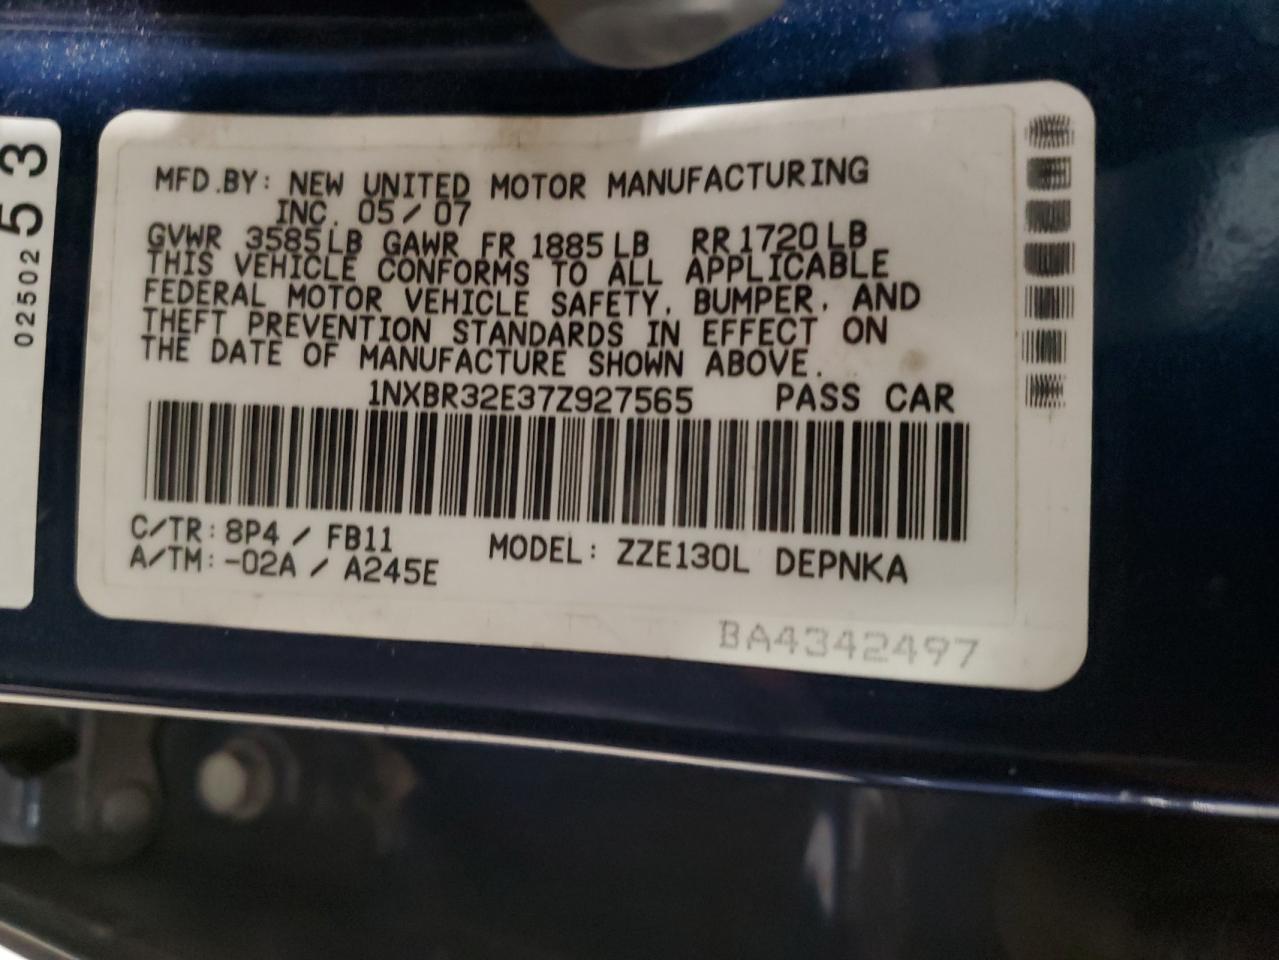 MFD.BY: NEW UNITED MOTOR MANUFACTURING
INC. 05/07
GVWR 3585LB GAWR FR 1885LB RR1720LB
THIS VEHICLE CONFORMS TO ALL APPLICABLE
FEDERAL MOTOR VEHICLE SAFETY, BUMPER, AND
THEFT PREVENTION STANDARDS IN EFFECT ON
THE DATE OF MANUFACTURE SHOWN ABOVE.
1NXBR32E37Z927565 PASS CAR
C/TR: 8P4 / FB11
A/TM: -02A / A245E
MODEL: ZZE130L DEPNKA
BA4342497
53
02502